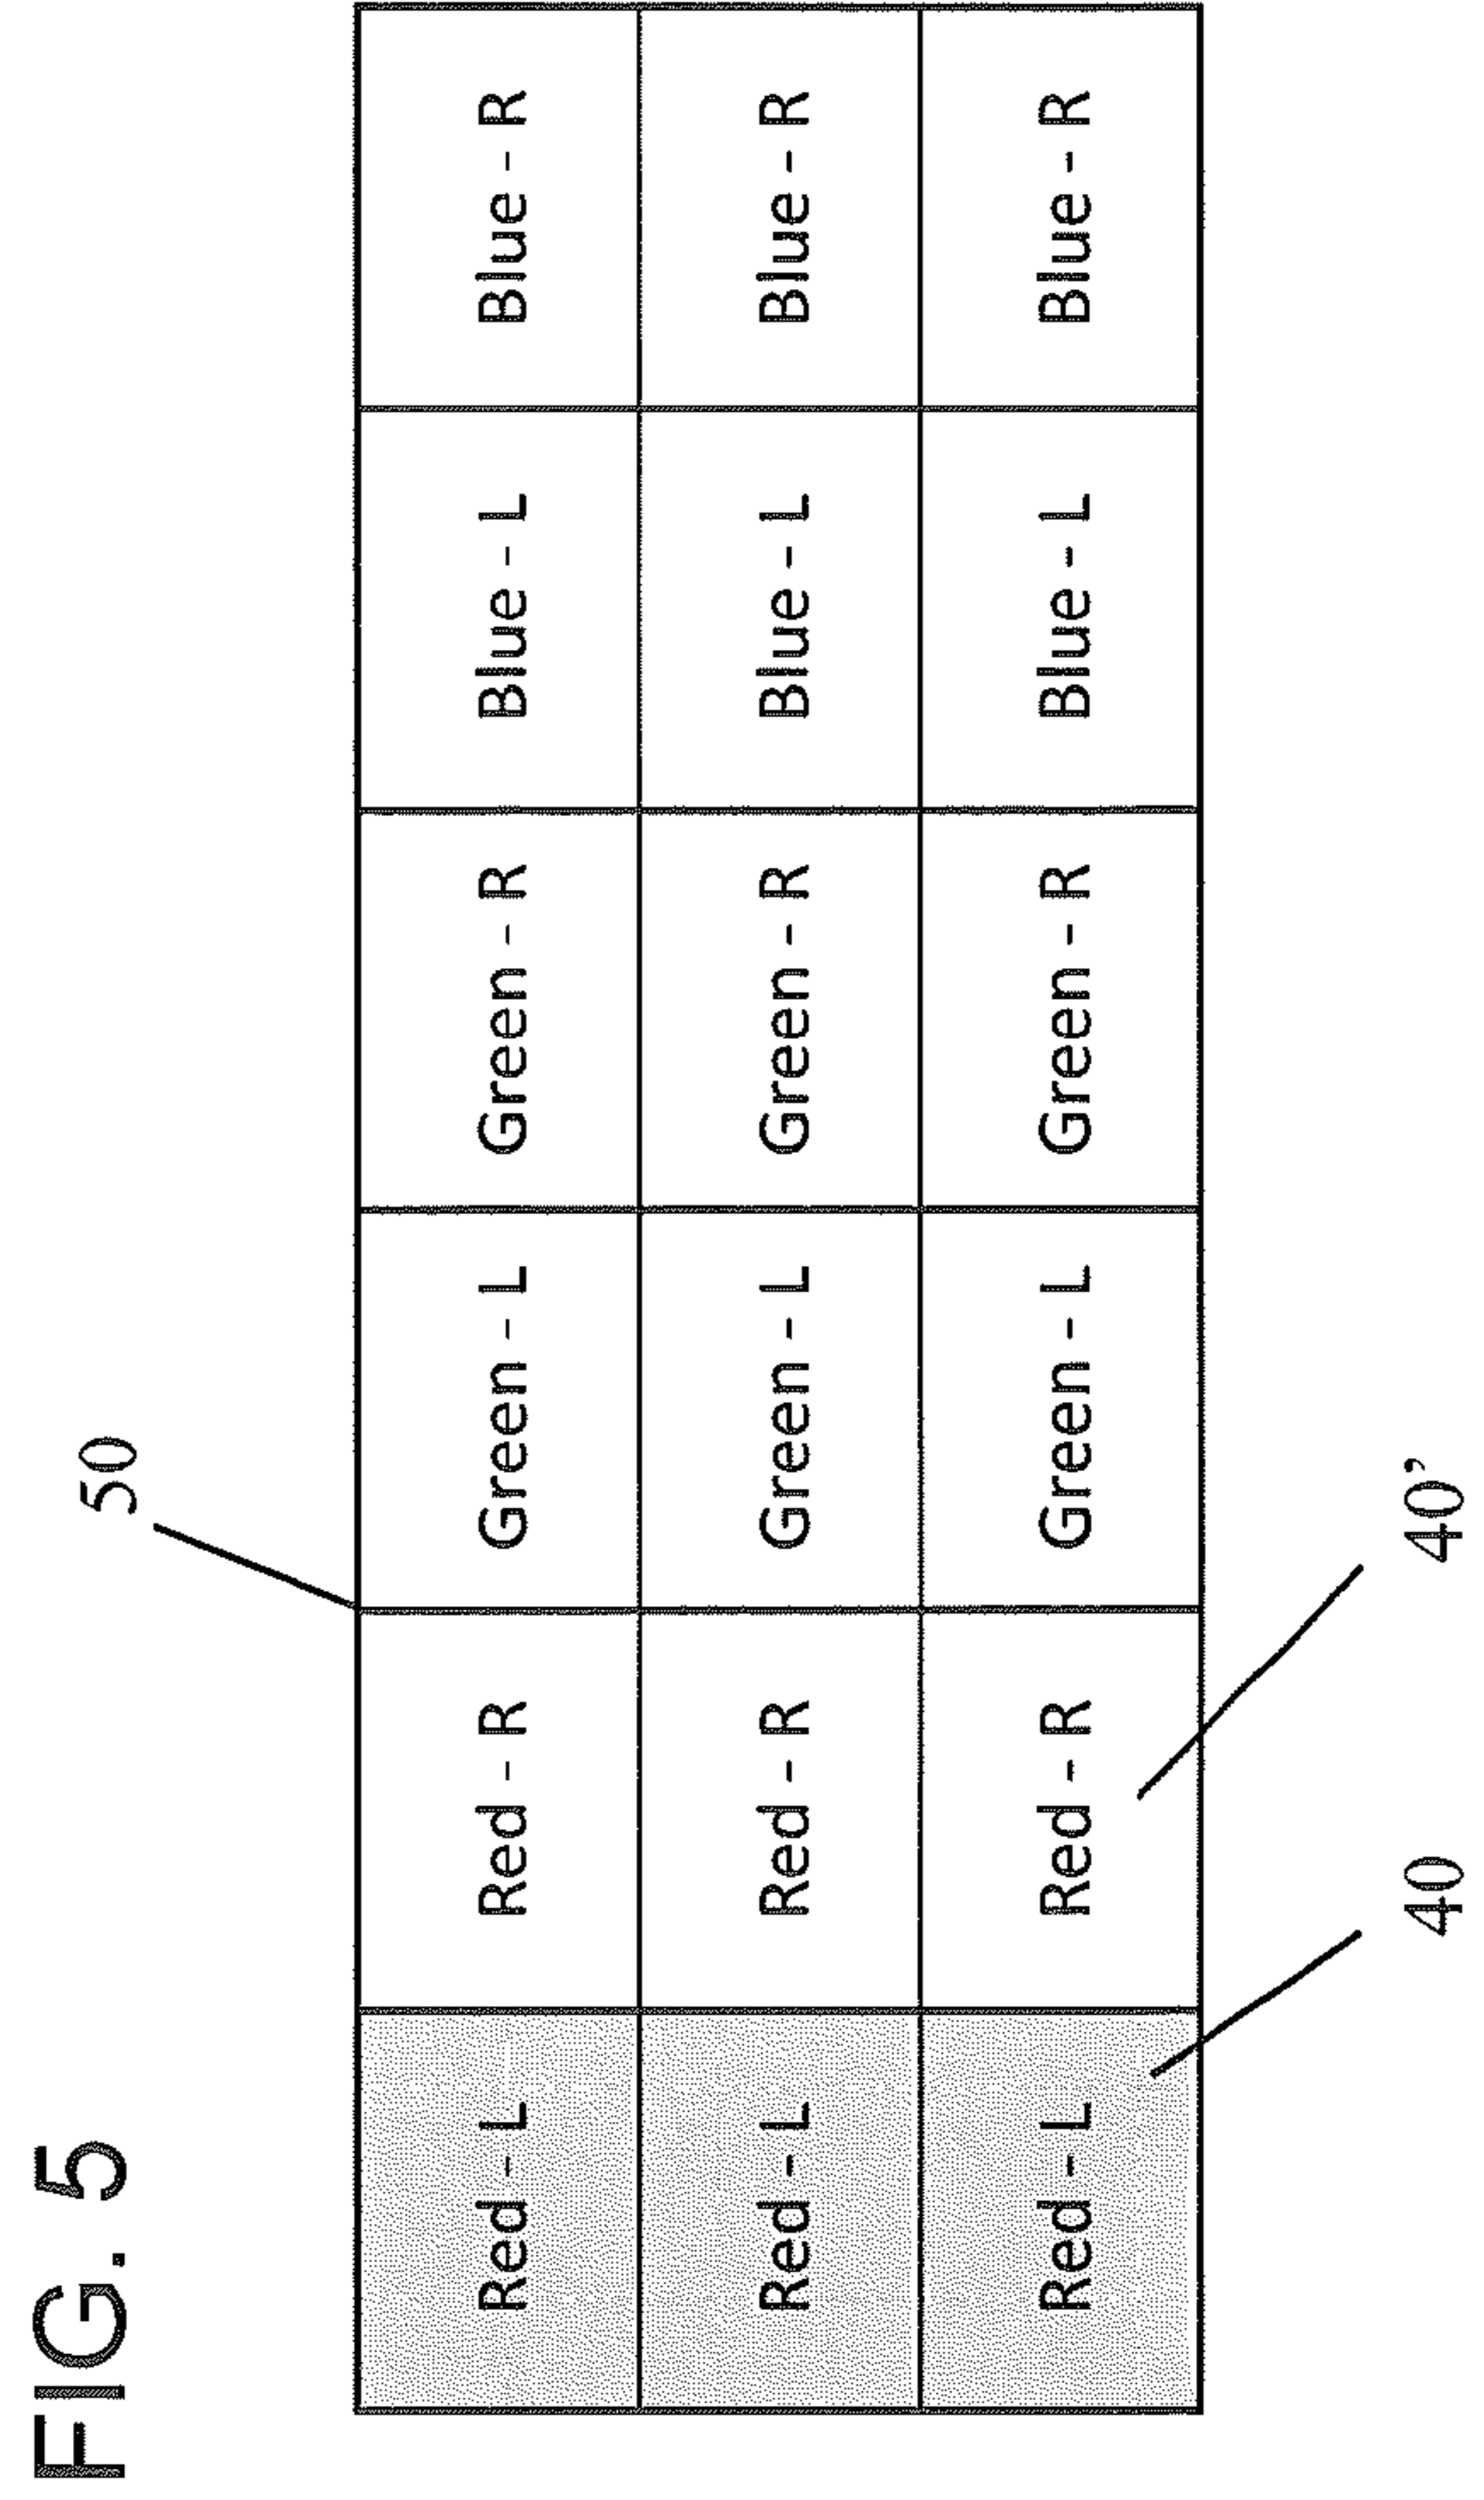 FIG. 5
50
Red - L Red - R Green - L Green - R Blue - L Blue - R
Red - L Red - R Green - L Green - R Blue - L Blue - R
Red - L Red - R Green - L Green - R Blue - L Blue - R
40 40’